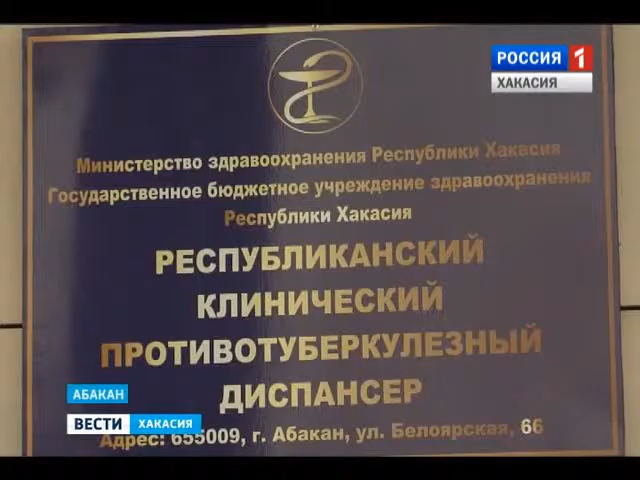 РОССИЯ 1
ХАКАСИЯ
Министерство здравоохранения Республики Хакасия
Государственное бюджетное учреждение здравоохранения
Республики Хакасия
РЕСПУБЛИКАНСКИЙ
КЛИНИЧЕСКИЙ
ПРОТИВОТУБЕРКУЛЕЗНЫЙ
ДИСПАНСЕР
АБАКАН
ВЕСТИ ХАКАСИЯ
Адрес: 655009, г. Абакан, ул. Белоярская, 66